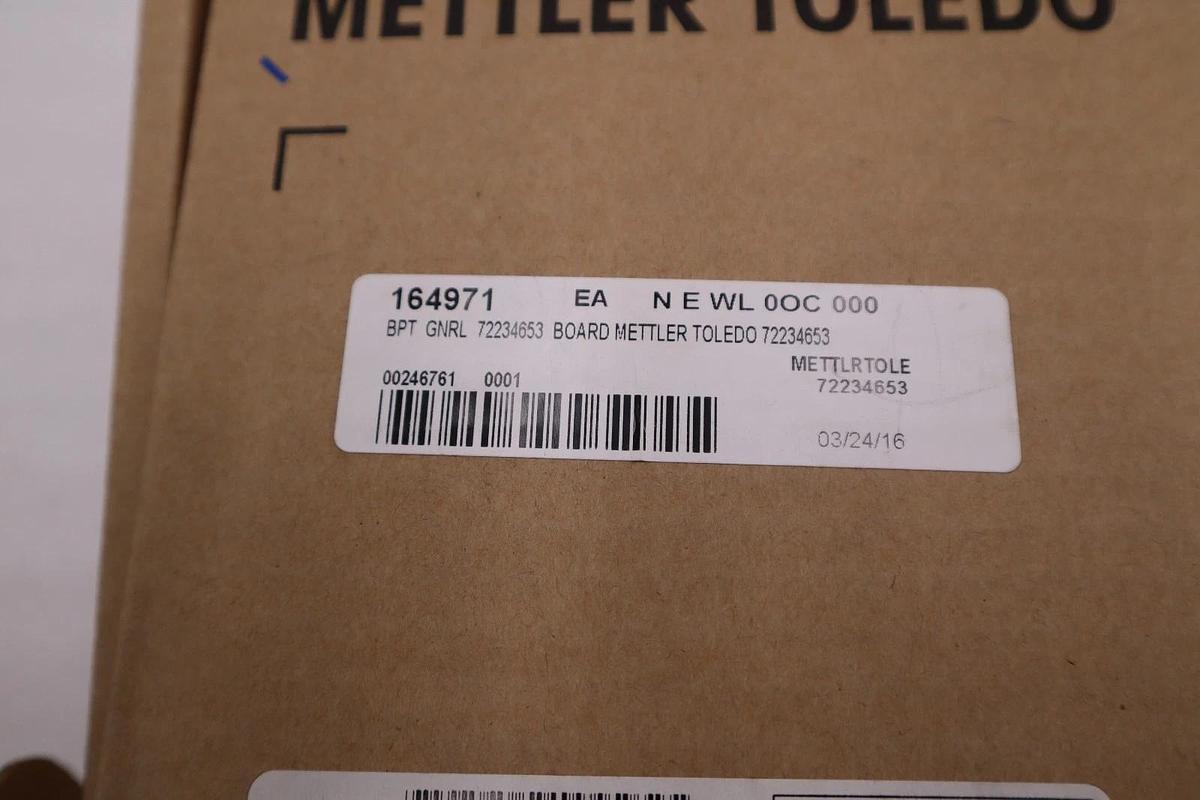 METTLER TOLEDO
164971 EA N E WL 0OC 000
BPT GNRL 72234653 BOARD METTLER TOLEDO 72234653
METTLRTOLE
00246761 0001 72234653
03/24/16